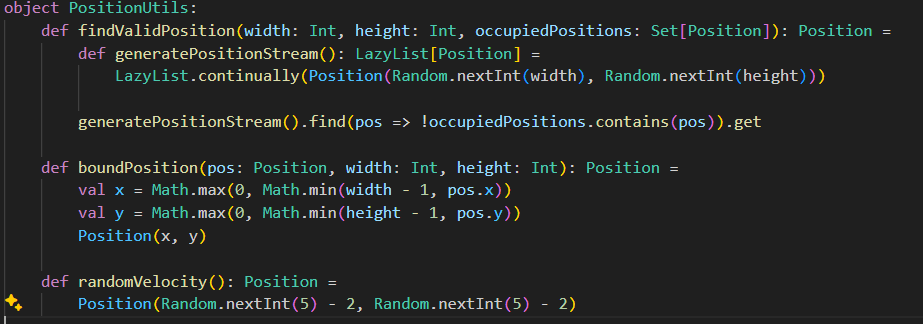 object PositionUtils:
    def findValidPosition(width: Int, height: Int, occupiedPositions: Set[Position]): Position =
        def generatePositionStream(): LazyList[Position] =
            LazyList.continually(Position(Random.nextInt(width), Random.nextInt(height)))

        generatePositionStream().find(pos => !occupiedPositions.contains(pos)).get

    def boundPosition(pos: Position, width: Int, height: Int): Position =
        val x = Math.max(0, Math.min(width - 1, pos.x))
        val y = Math.max(0, Math.min(height - 1, pos.y))
        Position(x, y)

    def randomVelocity(): Position =
        Position(Random.nextInt(5) - 2, Random.nextInt(5) - 2)